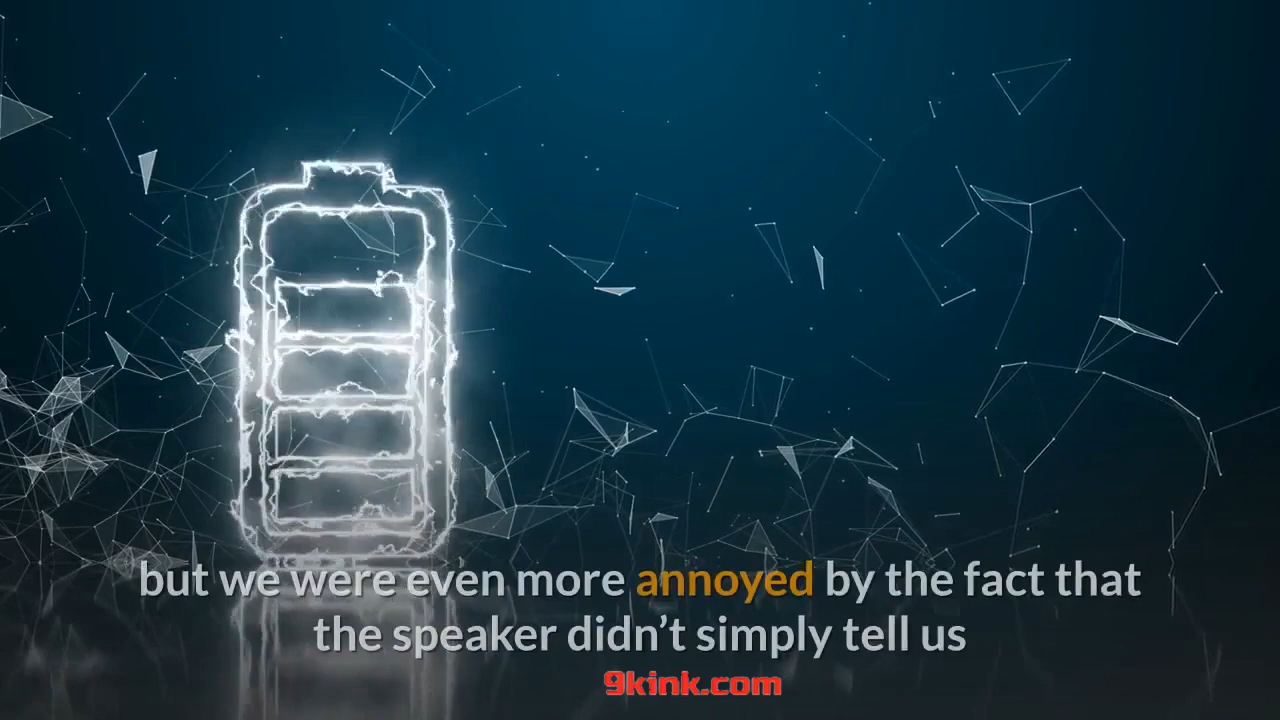 but we were even more annoyed by the fact that
the speaker didn’t simply tell us
9kink.com